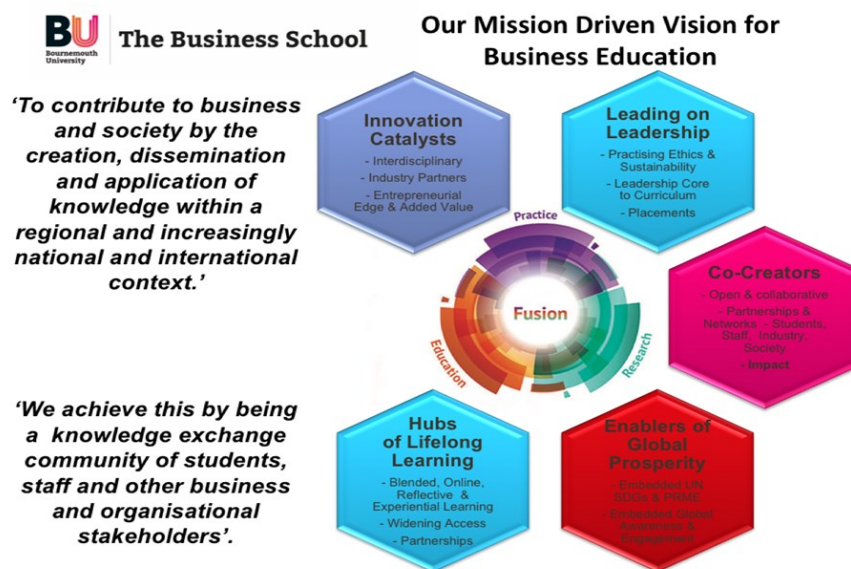 BU
Bournemouth
University
The Business School
Our Mission Driven Vision for
Business Education
'To contribute to business
and society by the
creation, dissemination
and application of
knowledge within a
regional and increasingly
national and international
context.'
'We achieve this by being
a knowledge exchange
community of students,
staff and other business
and organisational
stakeholders'.
Innovation
Catalysts
- Interdisciplinary
- Industry Partners
- Entrepreneurial
Edge & Added Value
Leading on
Leadership
- Practising Ethics &
Sustainability
- Leadership Core
to Curriculum
- Placements
Practice
Fusion
Education
Research
Co-Creators
- Open & collaborative
- Partnerships &
Networks - Students,
Staff, Industry,
Society
- Impact
Hubs
of Lifelong
Learning
- Blended, Online,
Reflective &
Experiential Learning
- Widening Access
- Partnerships
Enablers of
Global
Prosperity
- Embedded UN
SDGs & PRME
- Embedded Global
Awareness &
Engagement